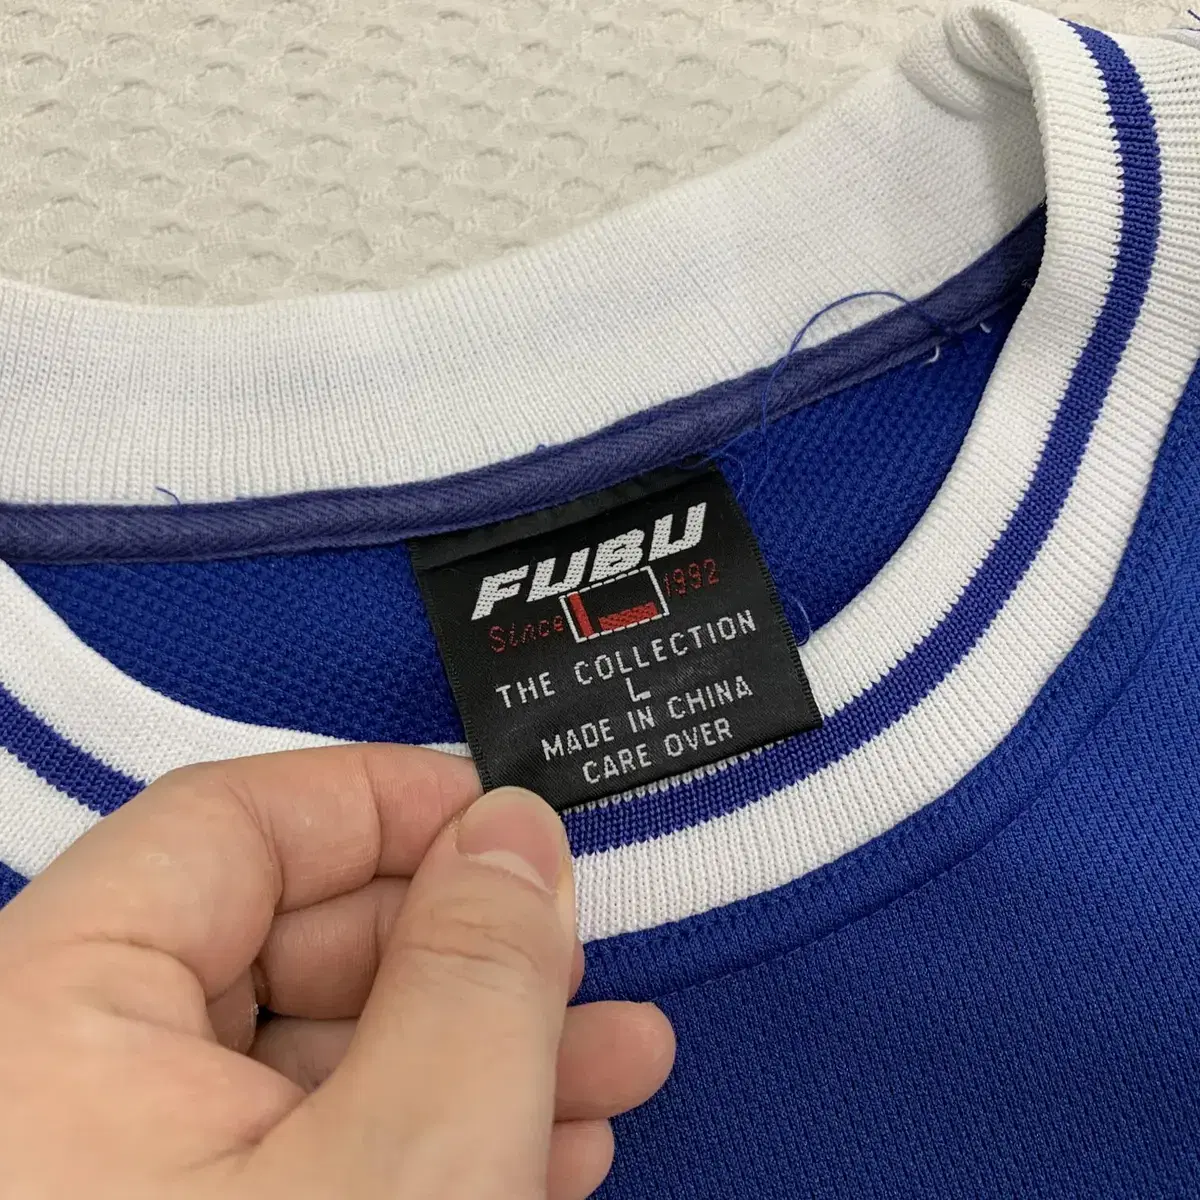 FUBU
Since 1992
THE COLLECTION
L
MADE IN CHINA
CARE OVER